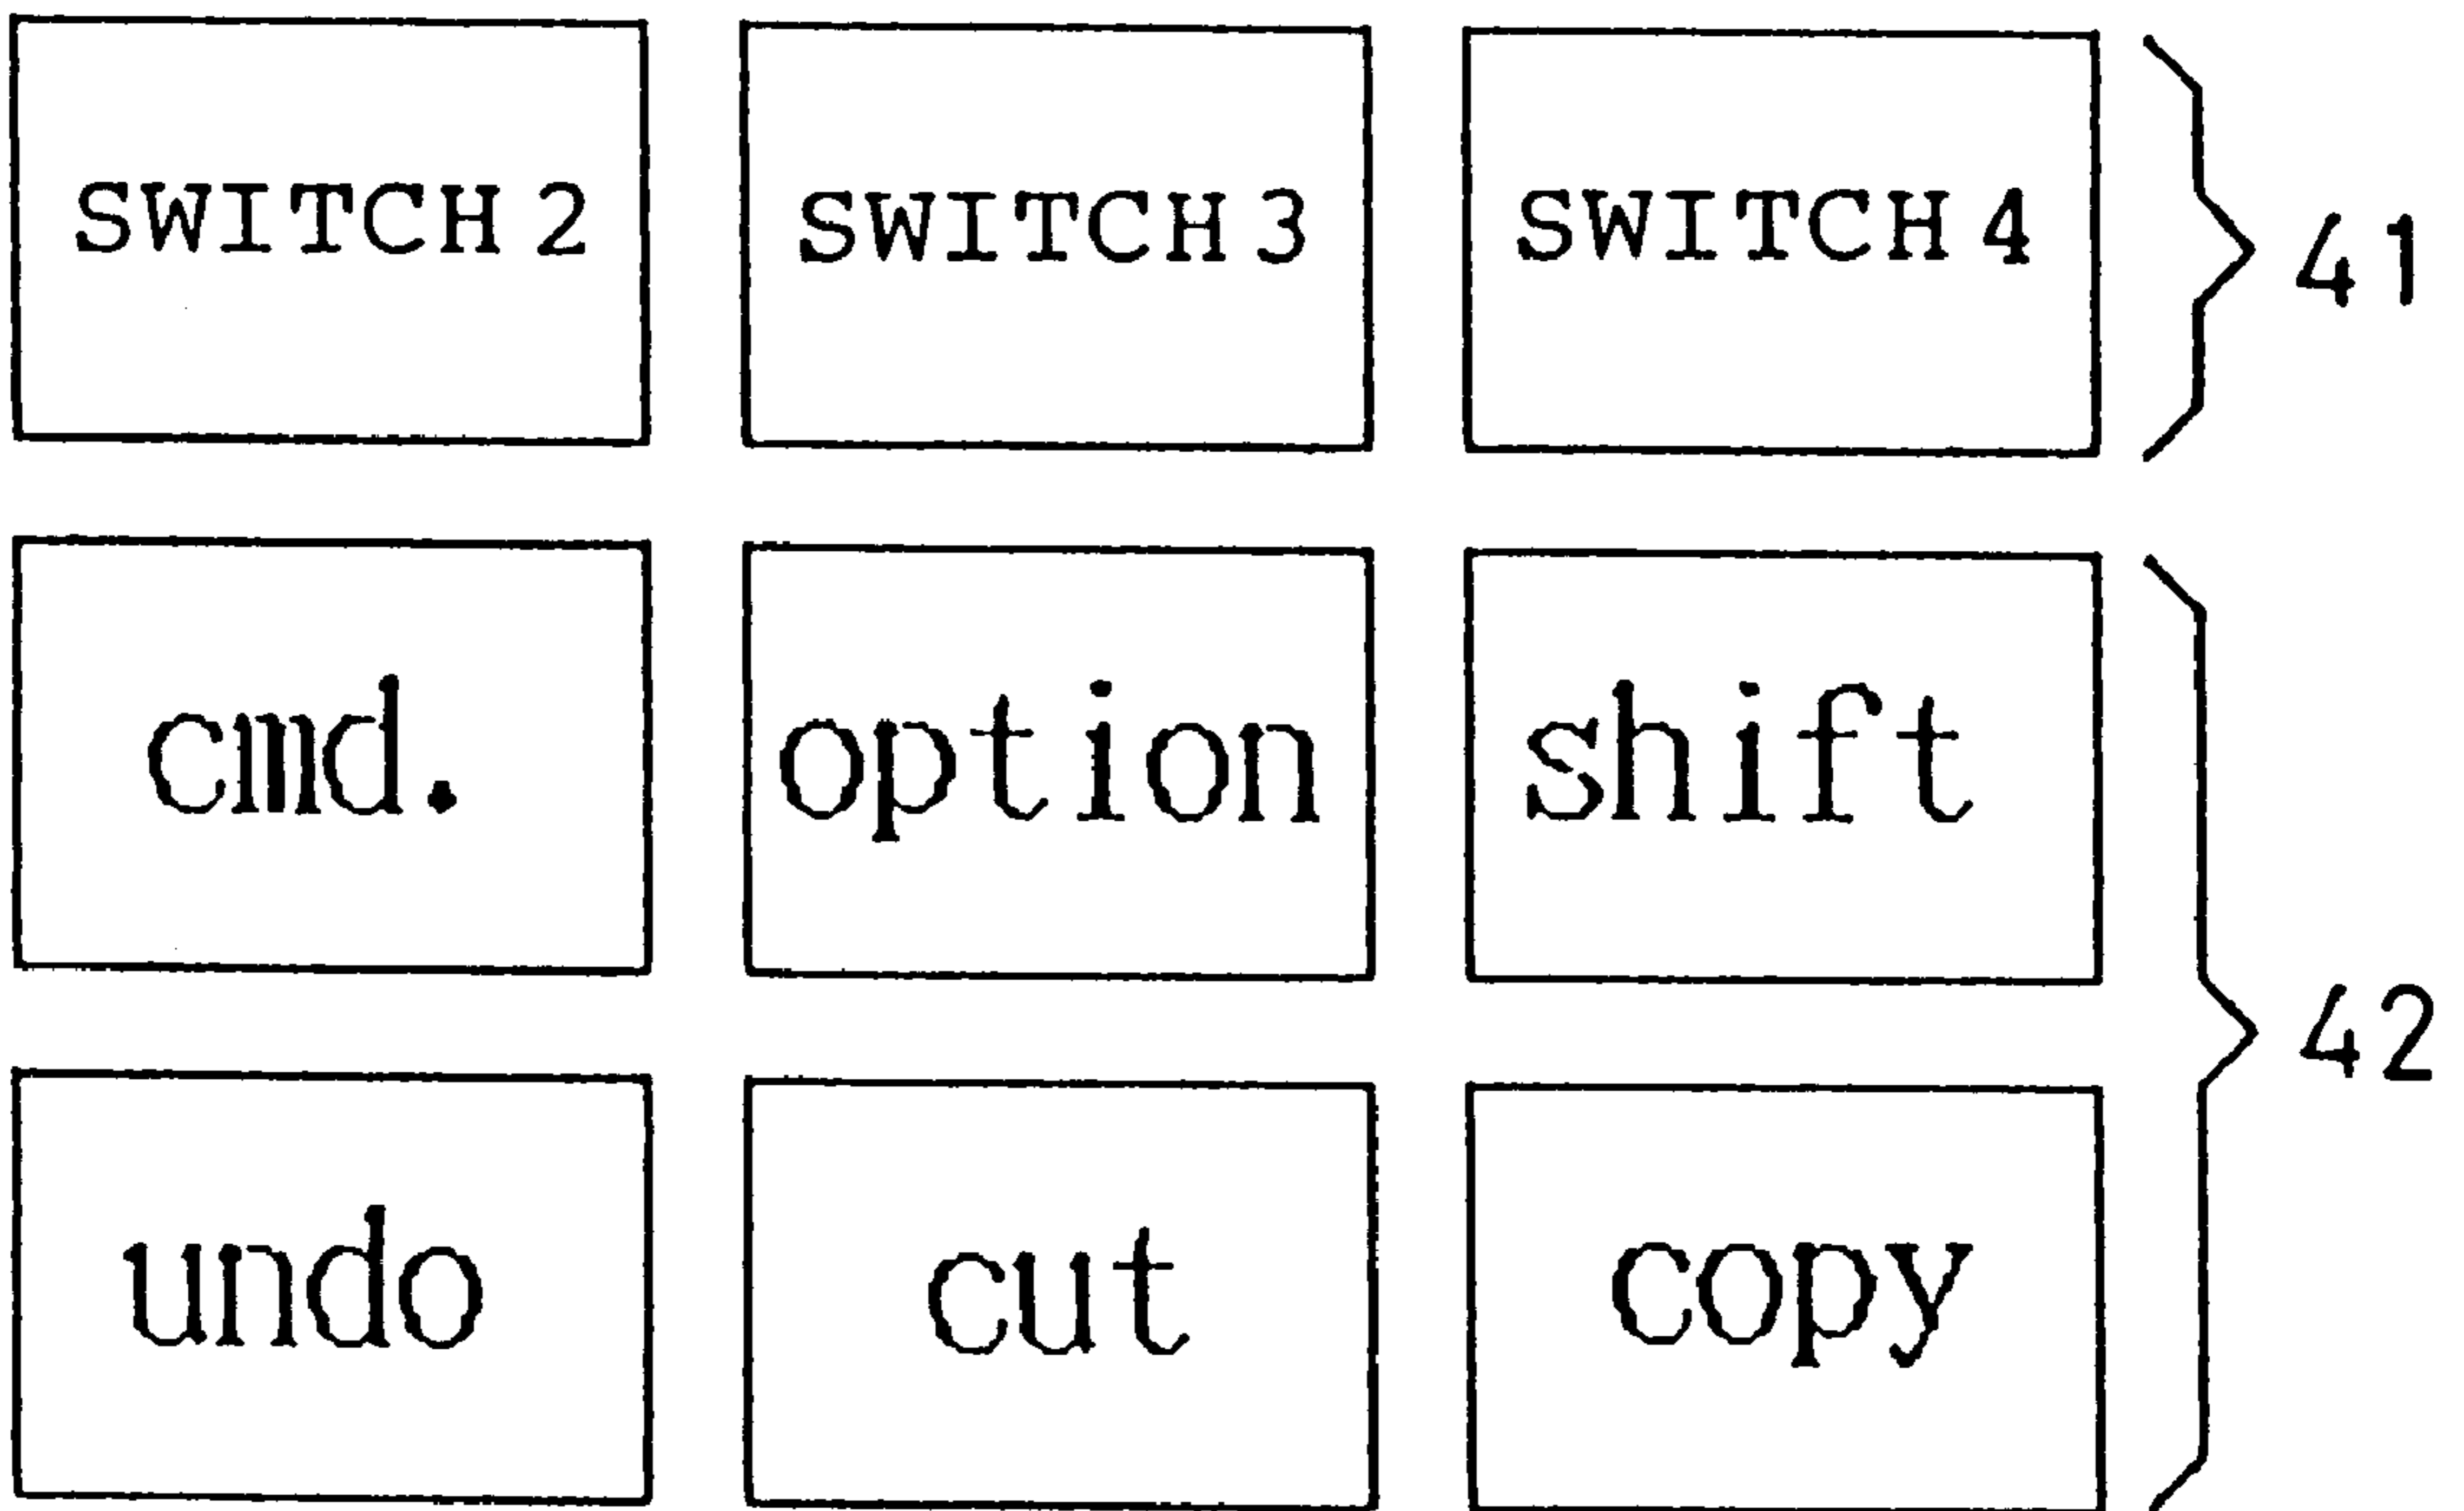 SWITCH 2 SWITCH 3 SWITCH 4 41
cmd. option shift
42
undo cut copy